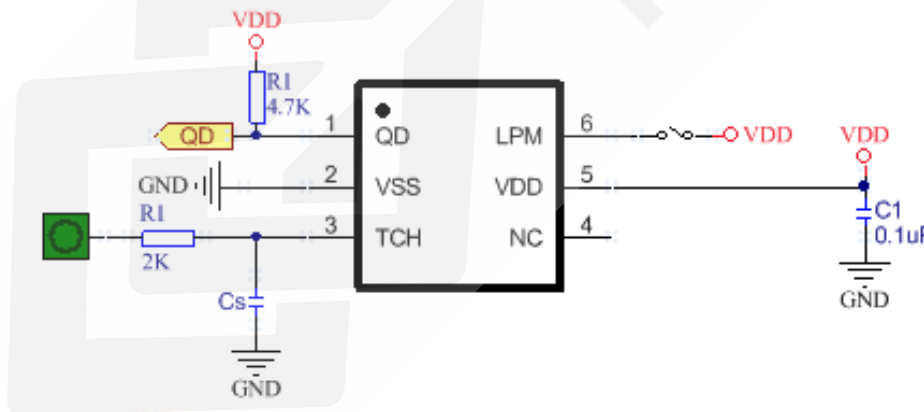 VDD
R1
4.7K
QD
1
QD
LPM
6
VDD
VDD
GND
2
VSS
VDD
5
R1
2K
3
TCH
NC
4
C1
0.1uF
GND
Cs
GND